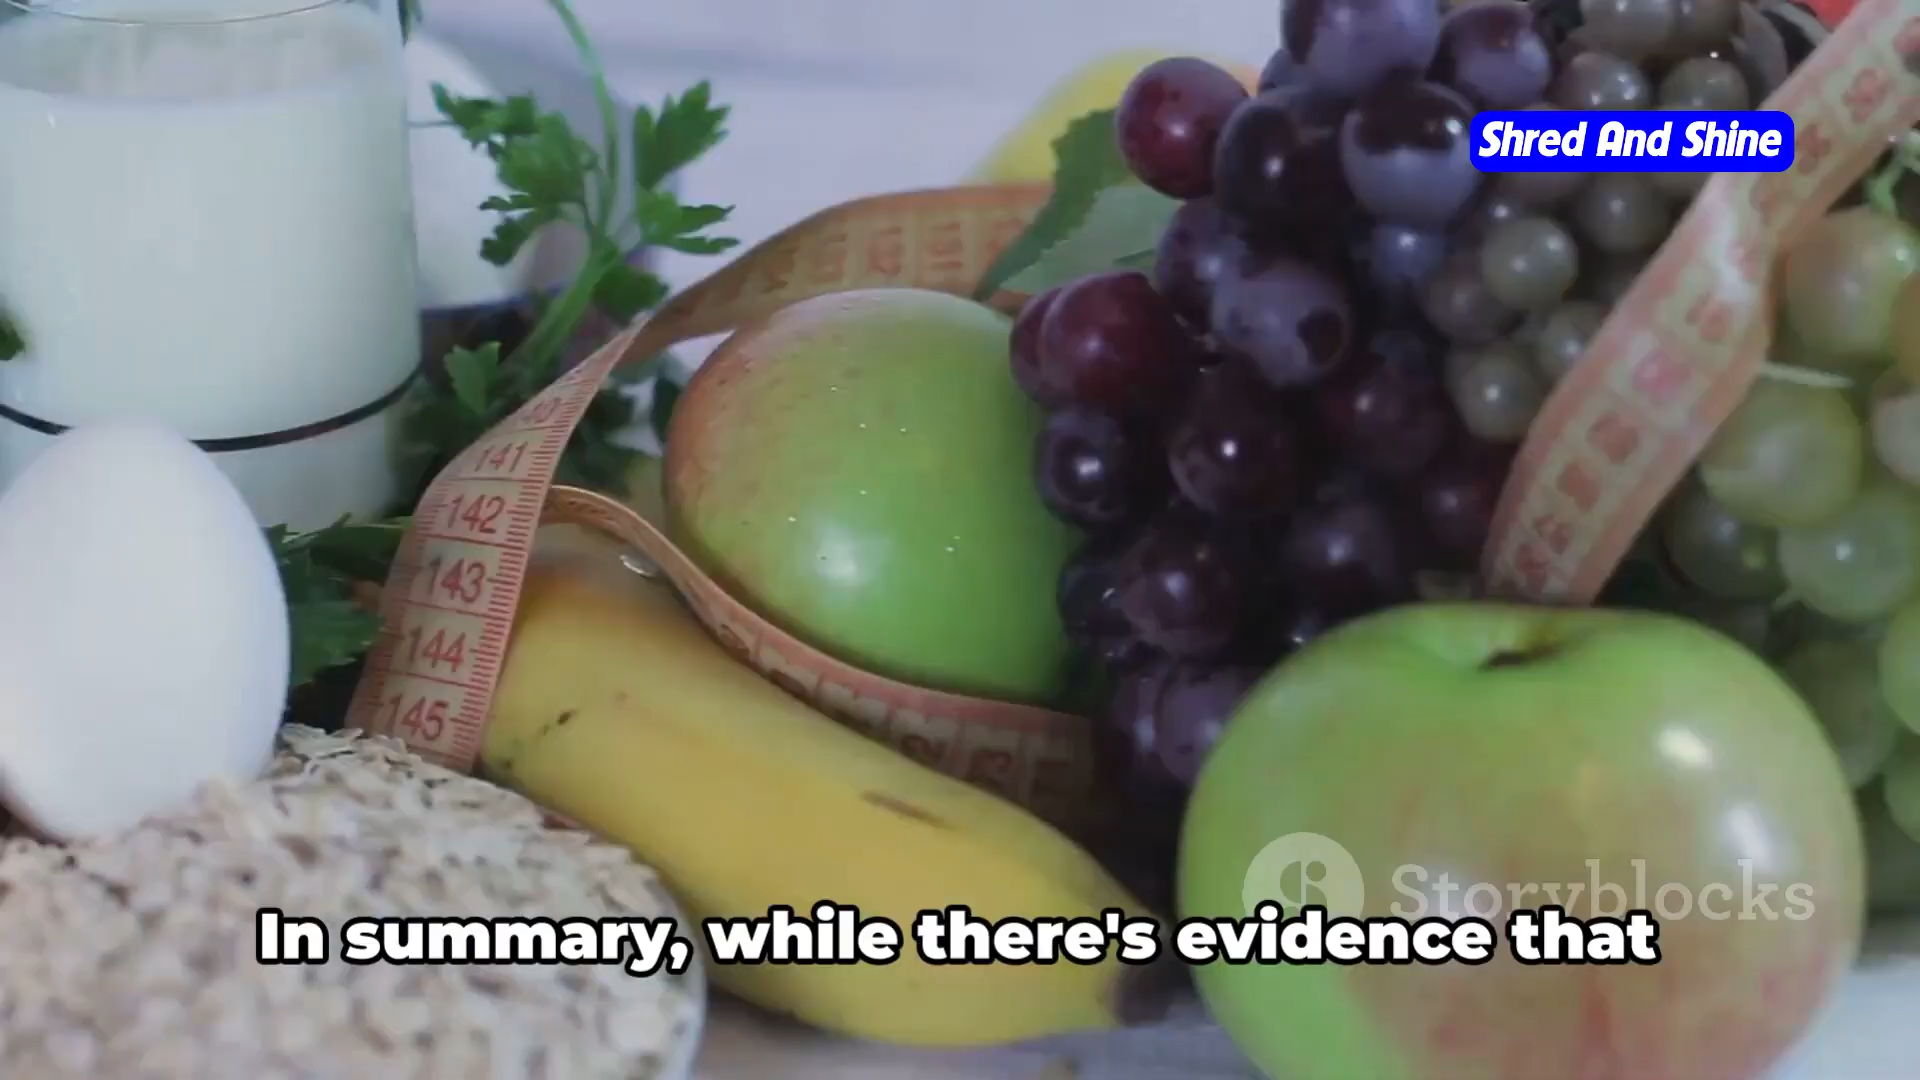 Shred And Shine
141
142
143
144
145
Storyblocks
In summary, while there's evidence that